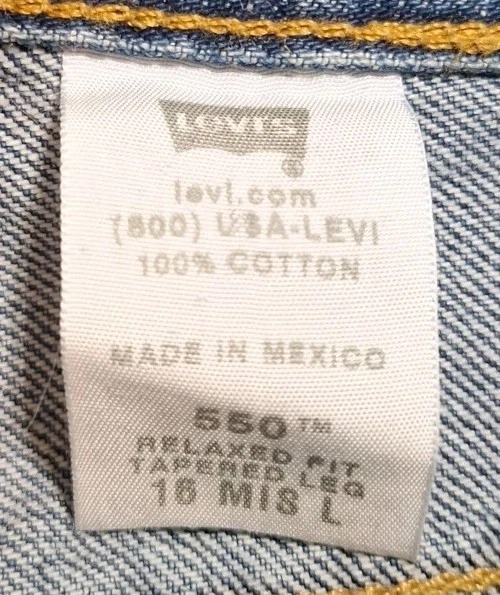 LEVI'S
®
levi.com
(800) USA-LEVI
100% COTTON
MADE IN MEXICO
550™
RELAXED FIT
TAPERED LEG
16 MIS L